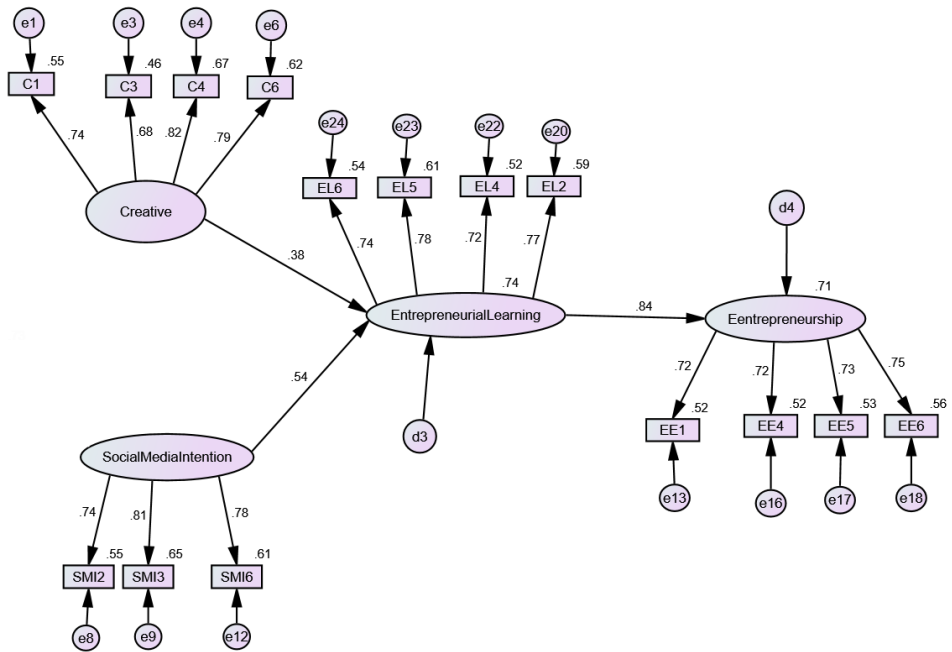 e1 e3 e4 e6
.55 .46 .67 .62
C1 C3 C4 C6
.74 .68 .82 .79
Creative
e24 e23 e22 e20
.54 .61 .52 .59
EL6 EL5 EL4 EL2
.74 .78 .72 .77
.38
.74
EntrepreneurialLearning
d3
.54
.84
d4
.71
Eentrepreneurship
.72 .72 .73 .75
.52 .52 .53 .56
EE1 EE4 EE5 EE6
e13 e16 e17 e18
SocialMediaIntention
.74 .81 .78
.55 .65 .61
SMI2 SMI3 SMI6
e8 e9 e12